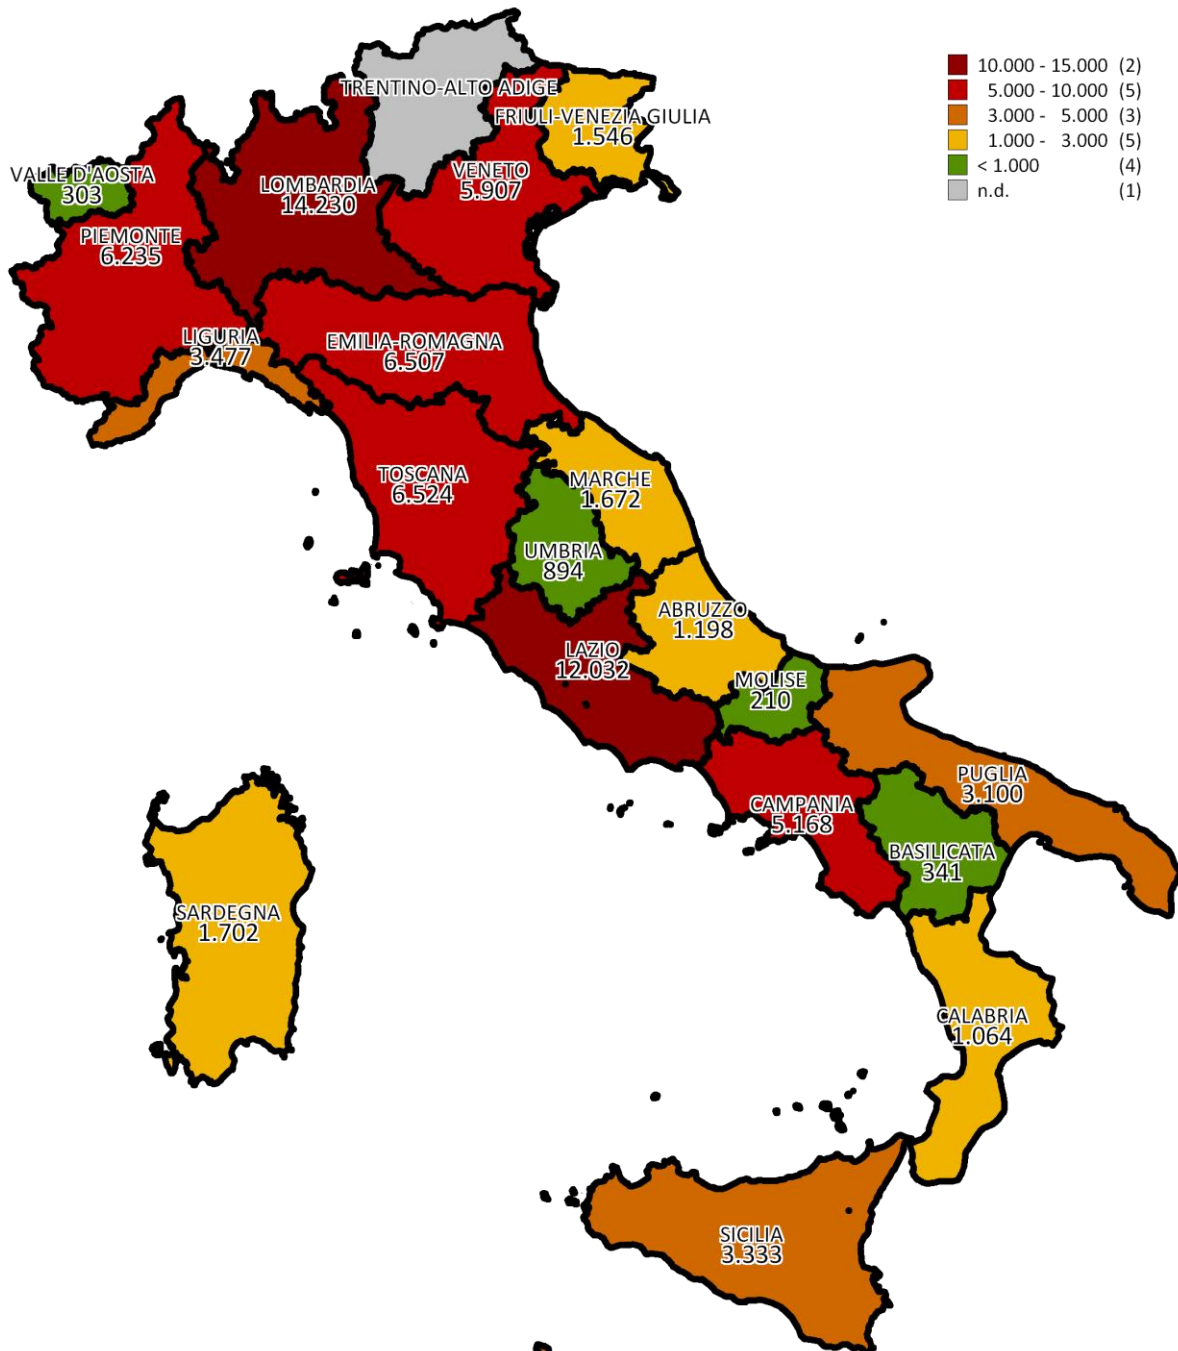 10.000 - 15.000 (2)
5.000 - 10.000 (5)
3.000 - 5.000 (3)
1.000 - 3.000 (5)
< 1.000 (4)
n.d. (1)
TRENTINO-ALTO ADIGE
FRIULI-VENEZIA GIULIA
1.546
VALLE D'AOSTA
303
LOMBARDIA
14.230
VENETO
5.907
PIEMONTE
6.235
LIGURIA
3.477
EMILIA-ROMAGNA
6.507
TOSCANA
6.524
MARCHE
1.672
UMBRIA
894
ABRUZZO
1.198
LAZIO
12.032
MOLISE
210
PUGLIA
3.100
CAMPANIA
5.168
BASILICATA
341
SARDEGNA
1.702
CALABRIA
1.064
SICILIA
3.333